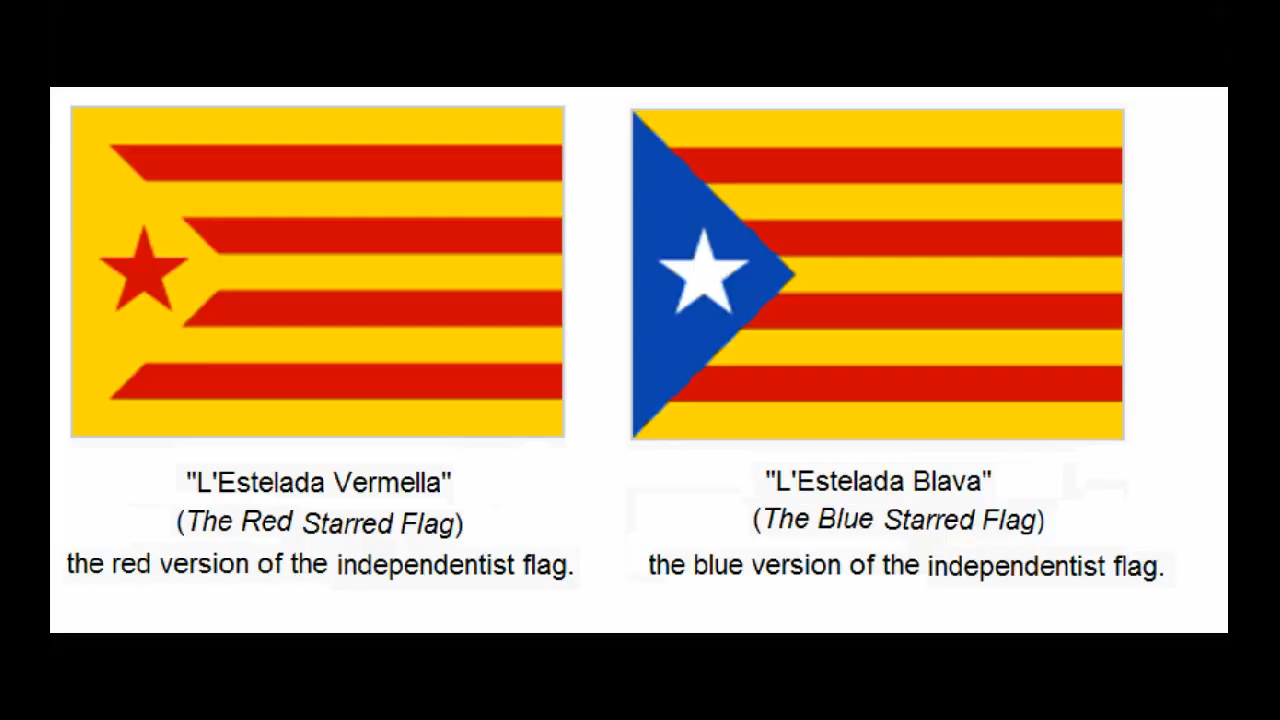 "L'Estelada Vermella"
(The Red Starred Flag)
the red version of the independentist flag.
"L'Estelada Blava"
(The Blue Starred Flag)
the blue version of the independentist flag.